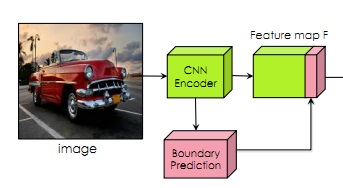 Feature map F
CNN
Encoder
image
Boundary
Prediction